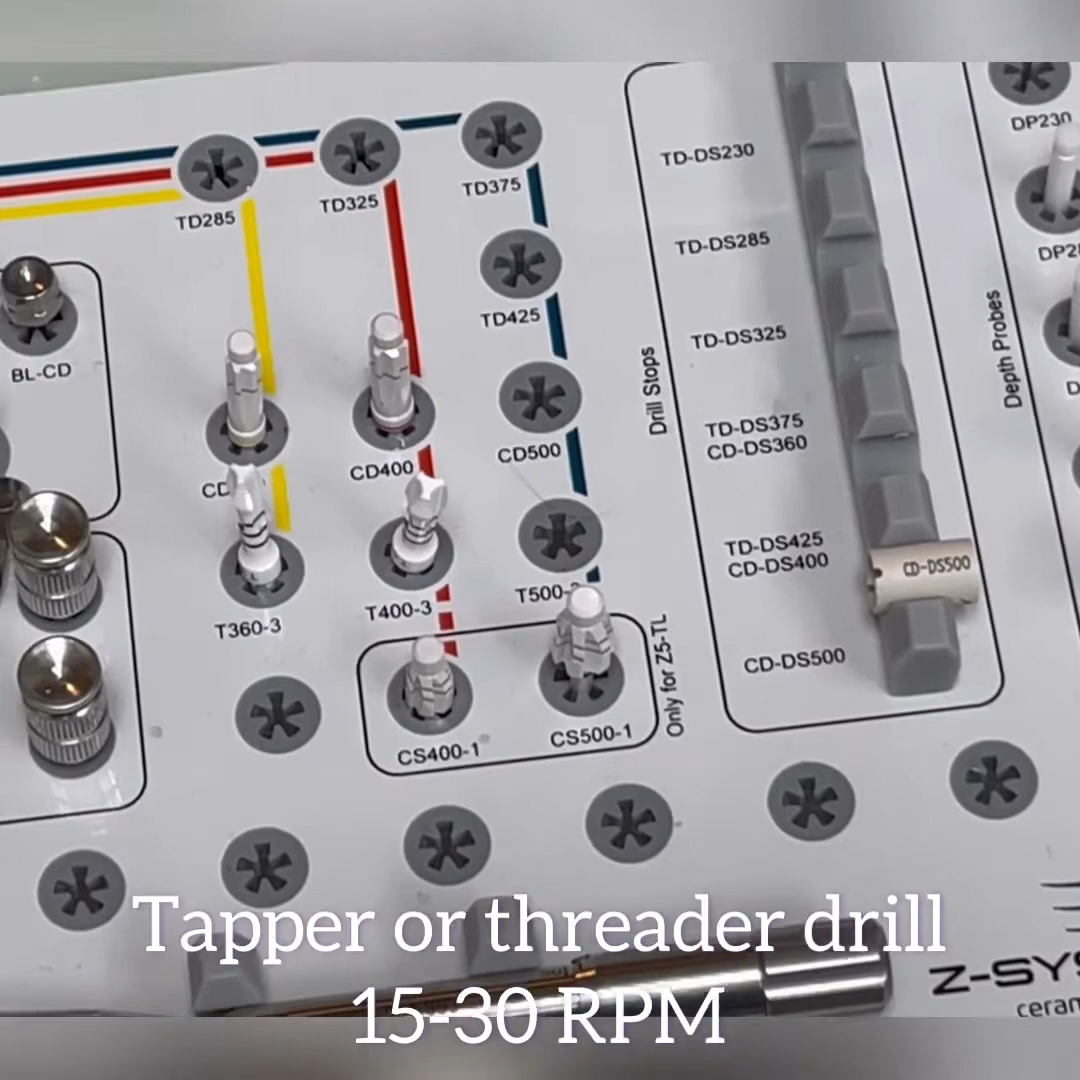 DP230
TD-DS230
TD285
TD325
TD375
TD-DS285
TD425
TD-DS325
BL-CD
Drill Stops
Depth Probes
TD-DS375
CD-DS360
CD400
CD500
TD-DS425
CD-DS400
CD-DS500
T360-3
T400-3
CD-DS500
Only for Z5-TL
CS400-1
CS500-1
Tapper or threader drill
15-30 RPM